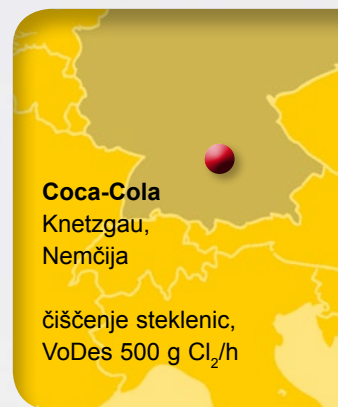 Coca-Cola
Knetzgau,
Nemčija
čiščenje steklenic,
VoDes 500 g Cl₂/h